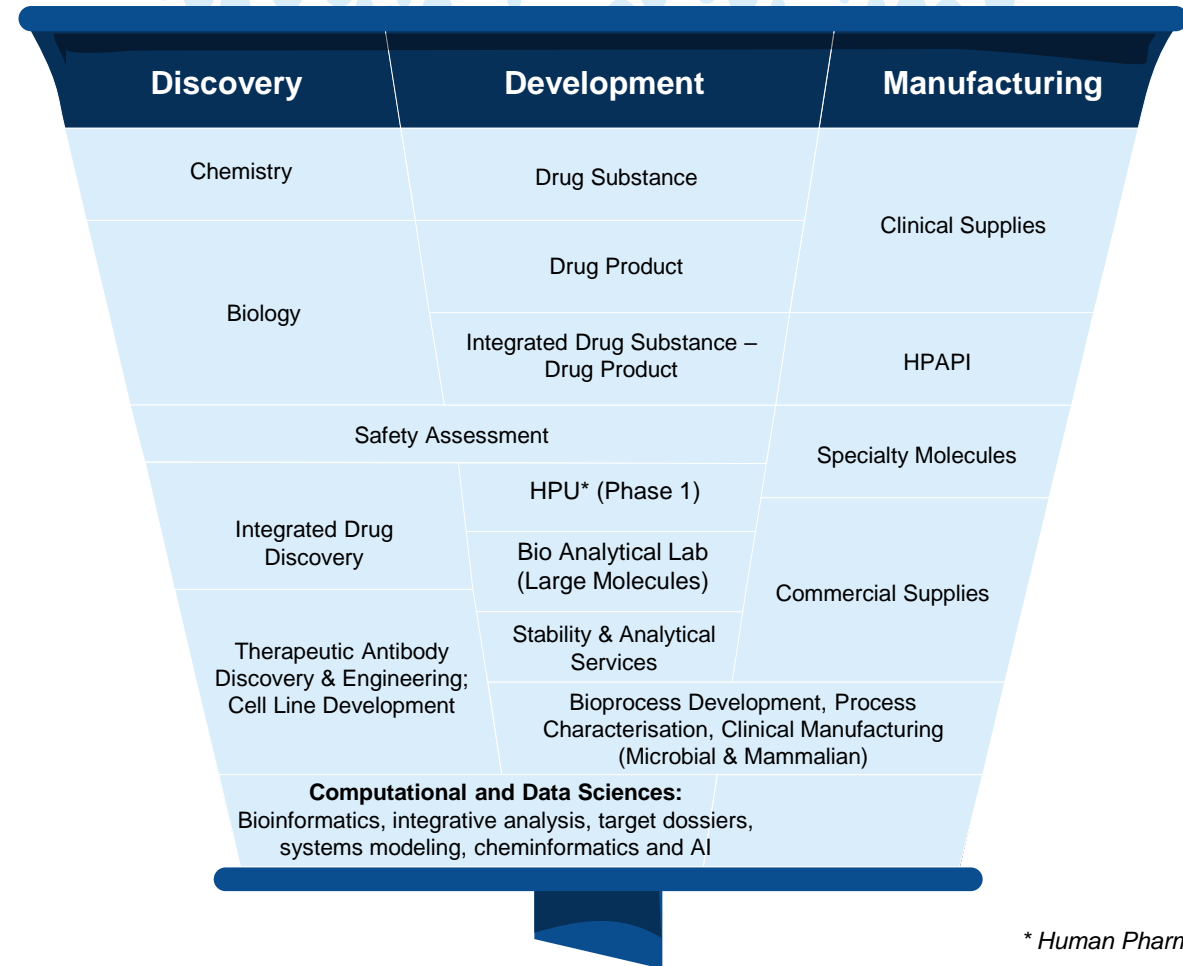 Discovery
Development
Manufacturing
Chemistry
Drug Substance
Clinical Supplies
Drug Product
Biology
Integrated Drug Substance –
Drug Product
HPAPI
Safety Assessment
Specialty Molecules
HPU* (Phase 1)
Integrated Drug
Discovery
Bio Analytical Lab
(Large Molecules)
Commercial Supplies
Stability & Analytical
Services
Therapeutic Antibody
Discovery & Engineering;
Cell Line Development
Bioprocess Development, Process
Characterisation, Clinical Manufacturing
(Microbial & Mammalian)
Computational and Data Sciences:
Bioinformatics, integrative analysis, target dossiers,
systems modeling, cheminformatics and AI
* Human Pharm